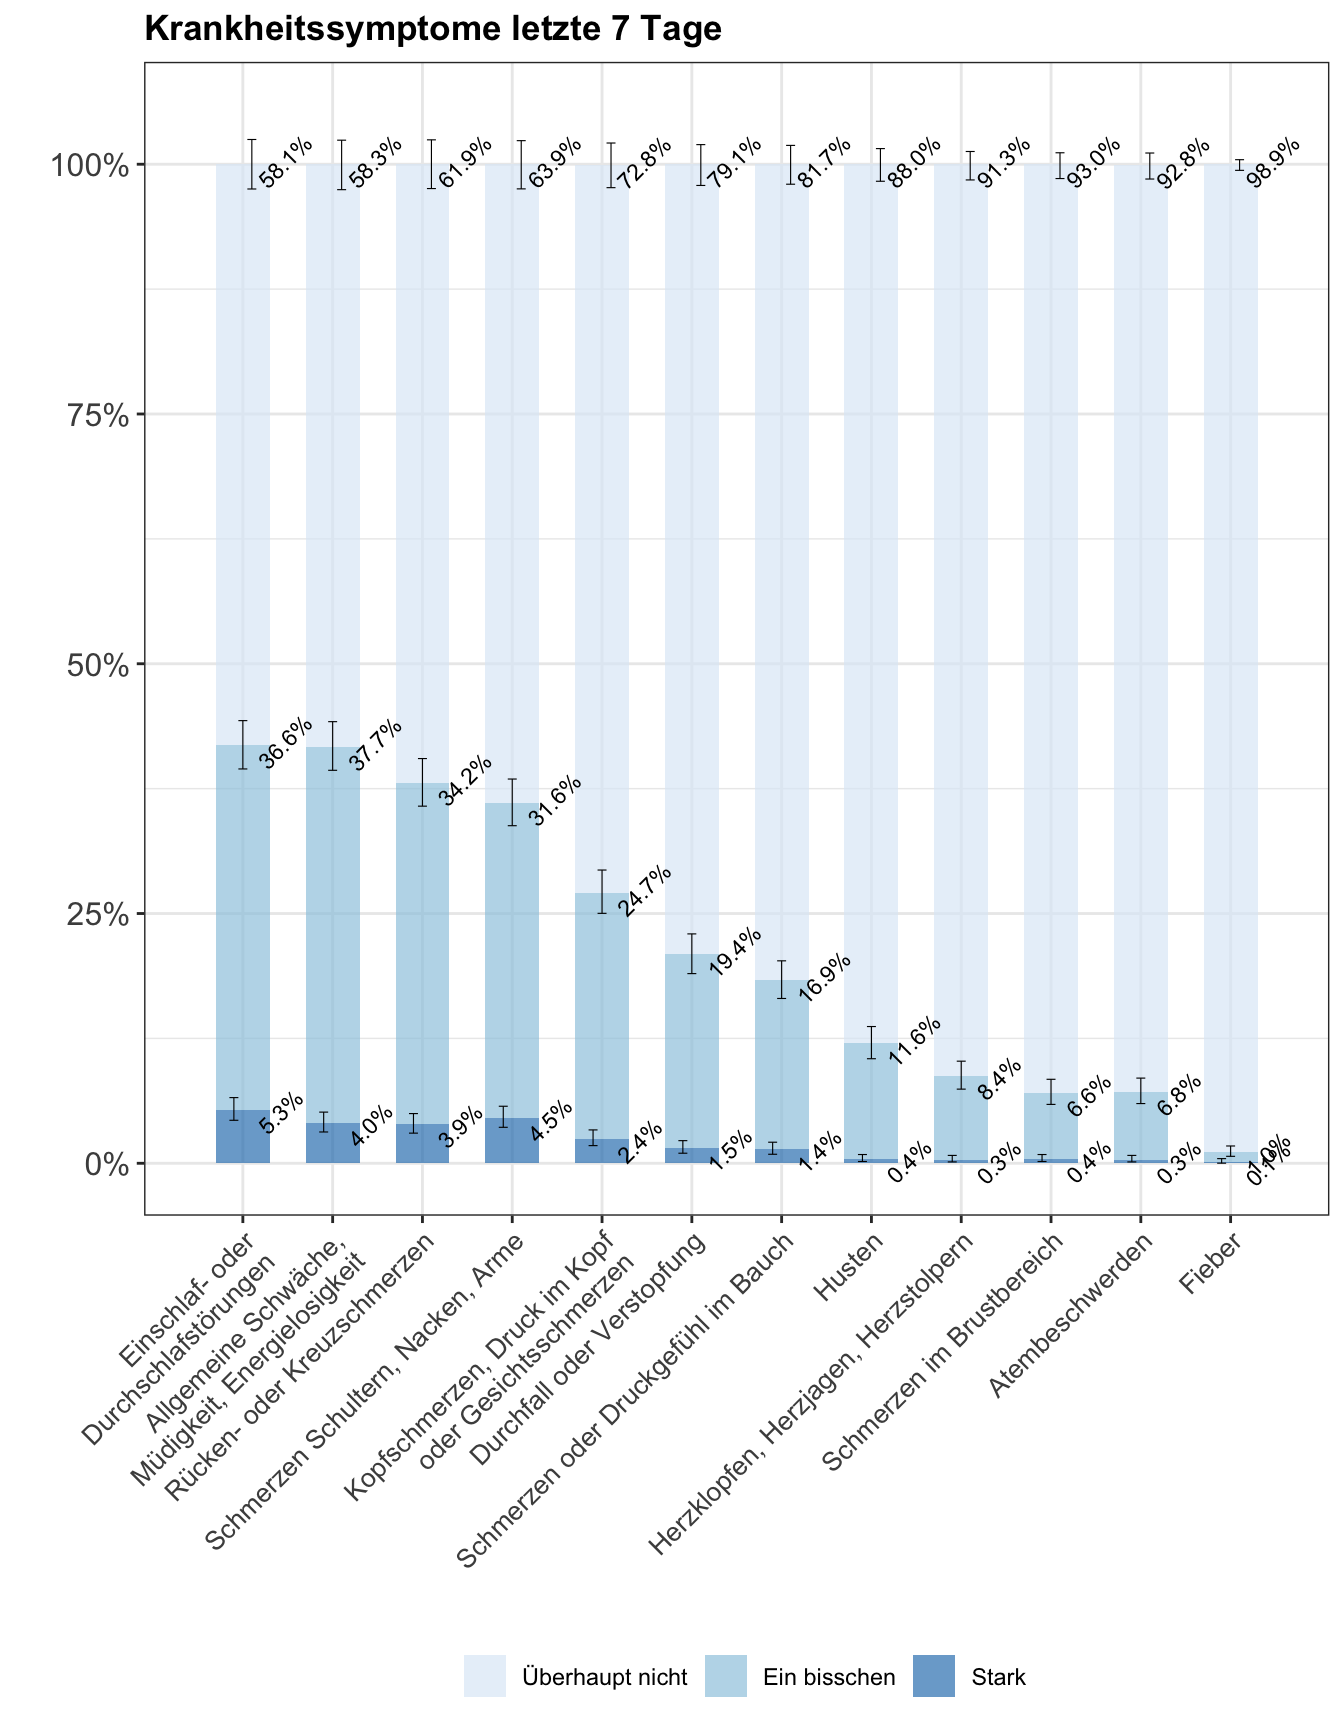 Krankheitssymptome letzte 7 Tage
100%
75%
50%
25%
0%
58.1%
58.3%
61.9%
63.9%
72.8%
79.1%
81.7%
88.0%
91.3%
93.0%
92.8%
98.9%
36.6%
37.7%
34.2%
31.6%
24.7%
19.4%
16.9%
11.6%
8.4%
6.6%
6.8%
1.0%
5.3%
4.0%
3.9%
4.5%
2.4%
1.5%
1.4%
0.4%
0.3%
0.4%
0.3%
0.1%
Einschlaf- oder
Durchschlafstörungen
Allgemeine Schwäche,
Müdigkeit, Energielosigkeit
Rücken- oder Kreuzschmerzen
Schmerzen Schultern, Nacken, Arme
Kopfschmerzen, Druck im Kopf
oder Gesichtsschmerzen
Durchfall oder Verstopfung
Schmerzen oder Druckgefühl im Bauch
Husten
Herzklopfen, Herzjagen, Herzstolpern
Schmerzen im Brustbereich
Atembeschwerden
Fieber
Überhaupt nicht
Ein bisschen
Stark